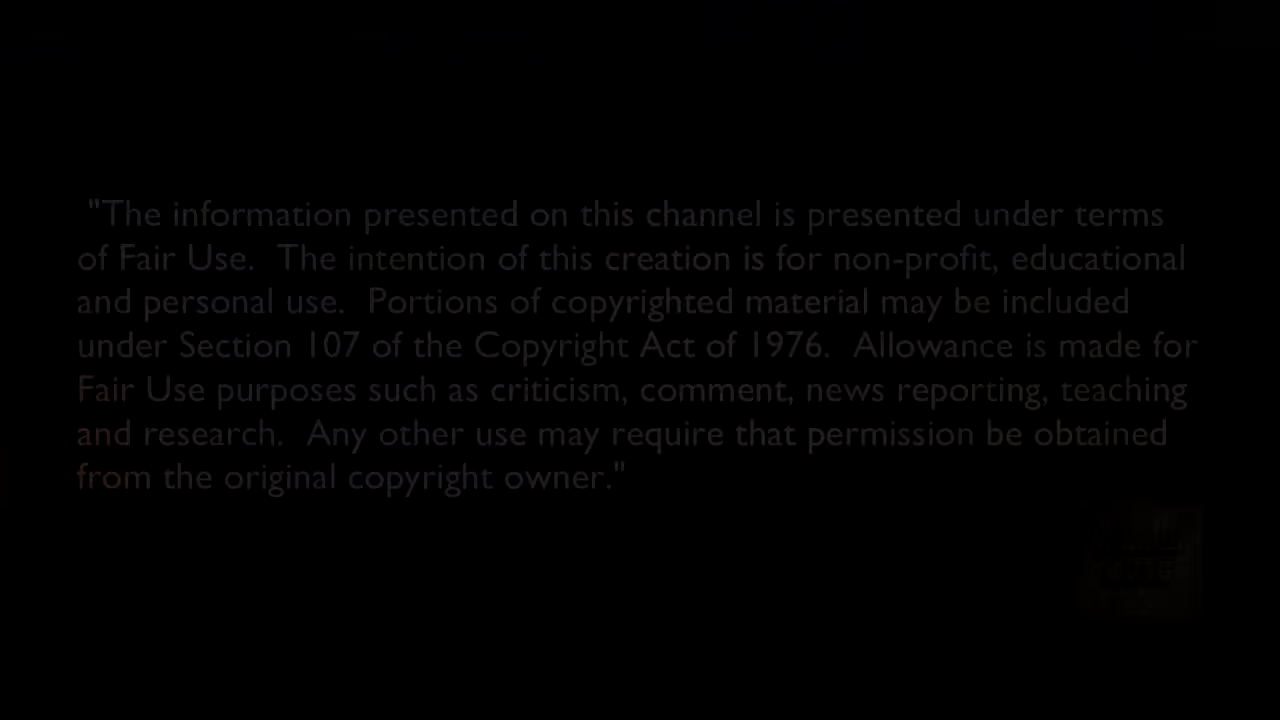 "The information presented on this channel is presented under terms
of Fair Use.  The intention of this creation is for non-profit, educational
and personal use.  Portions of copyrighted material may be included
under Section 107 of the Copyright Act of 1976.  Allowance is made for
Fair Use purposes such as criticism, comment, news reporting, teaching
and research.  Any other use may require that permission be obtained
from the original copyright owner."